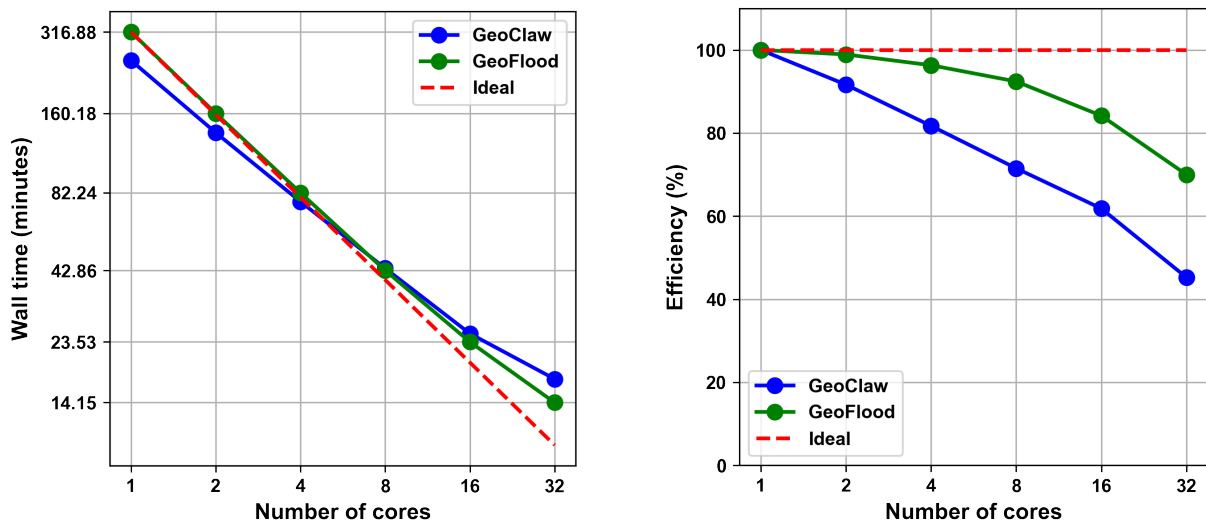 316.88
160.18
82.24
42.86
23.53
14.15
Wall time (minutes)
1 2 4 8 16 32
Number of cores
GeoClaw
GeoFlood
Ideal
100
80
60
40
20
0
Efficiency (%)
1 2 4 8 16 32
Number of cores
GeoClaw
GeoFlood
Ideal